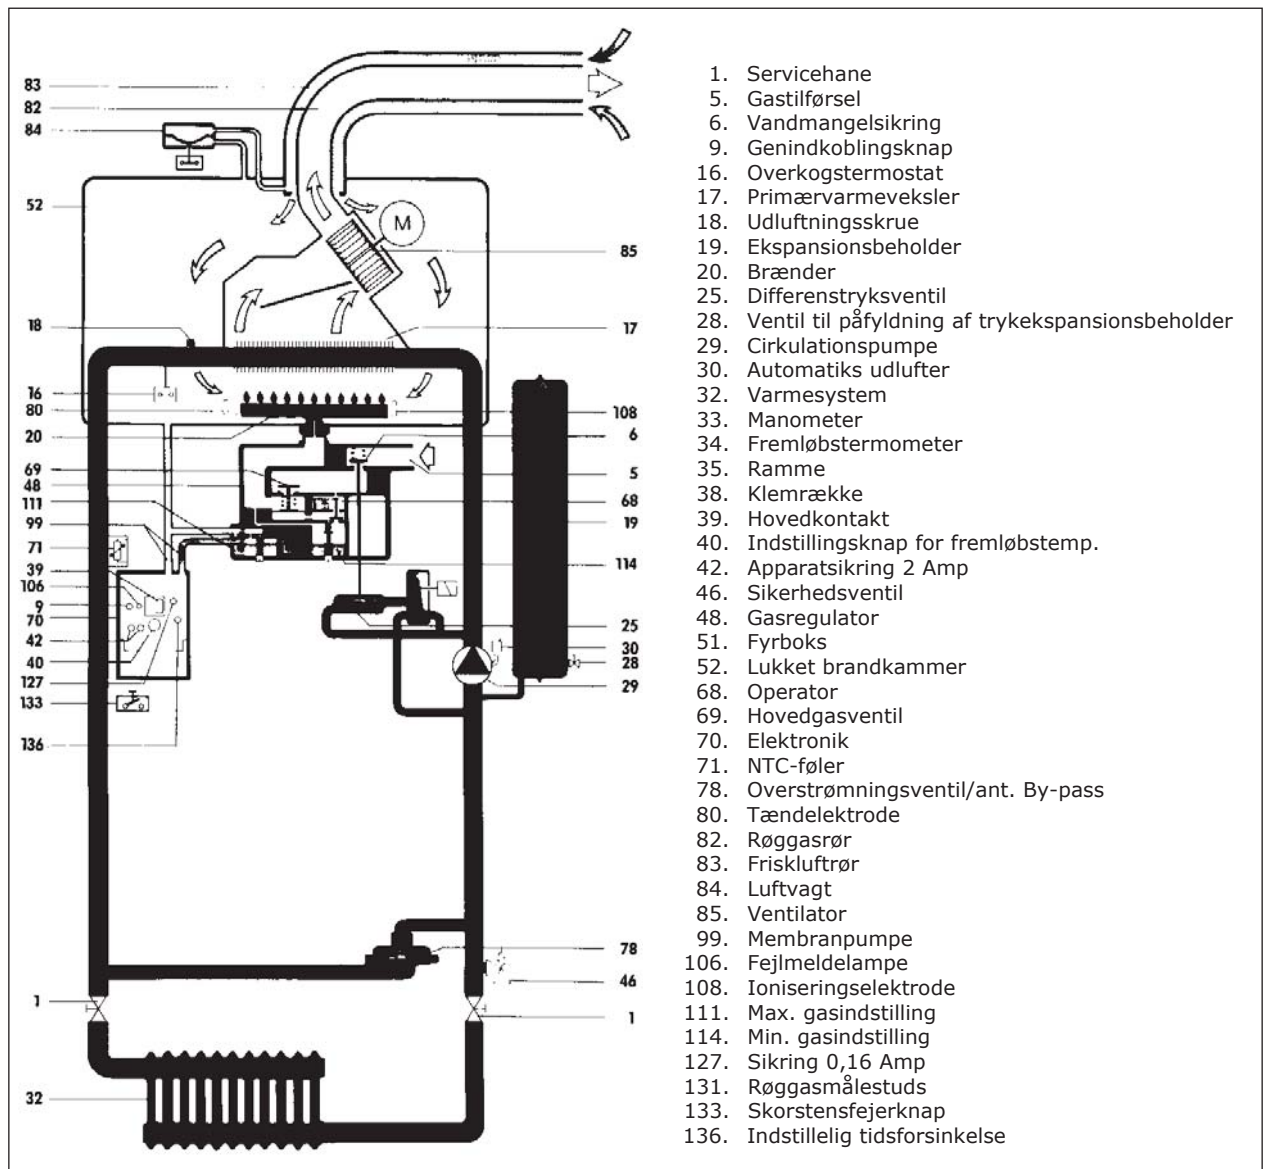 83
82
84
52
M
85
18
17
16
80
108
20
6
69
5
48
68
111
19
99
71
114
39
106
9
70
25
42
30
40
28
127
29
133
136
78
46
1
1
32
1. Servicehane
5. Gastilførsel
6. Vandmangelsikring
9. Genindkoblingsknap
16. Overkogstermostat
17. Primærvarmeveksler
18. Udluftningsskrue
19. Ekspansionsbeholder
20. Brænder
25. Differenstryksventil
28. Ventil til påfyldning af trykekspansionsbeholder
29. Cirkulationspumpe
30. Automatiks udlufter
32. Varmesystem
33. Manometer
34. Fremløbstermometer
35. Ramme
38. Klemrække
39. Hovedkontakt
40. Indstillingsknap for fremløbstemp.
42. Apparatsikring 2 Amp
46. Sikerhedsventil
48. Gasregulator
51. Fyrboks
52. Lukket brandkammer
68. Operator
69. Hovedgasventil
70. Elektronik
71. NTC-føler
78. Overstrømningsventil/ant. By-pass
80. Tændelektrode
82. Røggasrør
83. Friskluftrør
84. Luftvagt
85. Ventilator
99. Membranpumpe
106. Fejlmeldelampe
108. Ioniseringselektrode
111. Max. gasindstilling
114. Min. gasindstilling
127. Sikring 0,16 Amp
131. Røggasmålestuds
133. Skorstensfejerknap
136. Indstillelig tidsforsinkelse